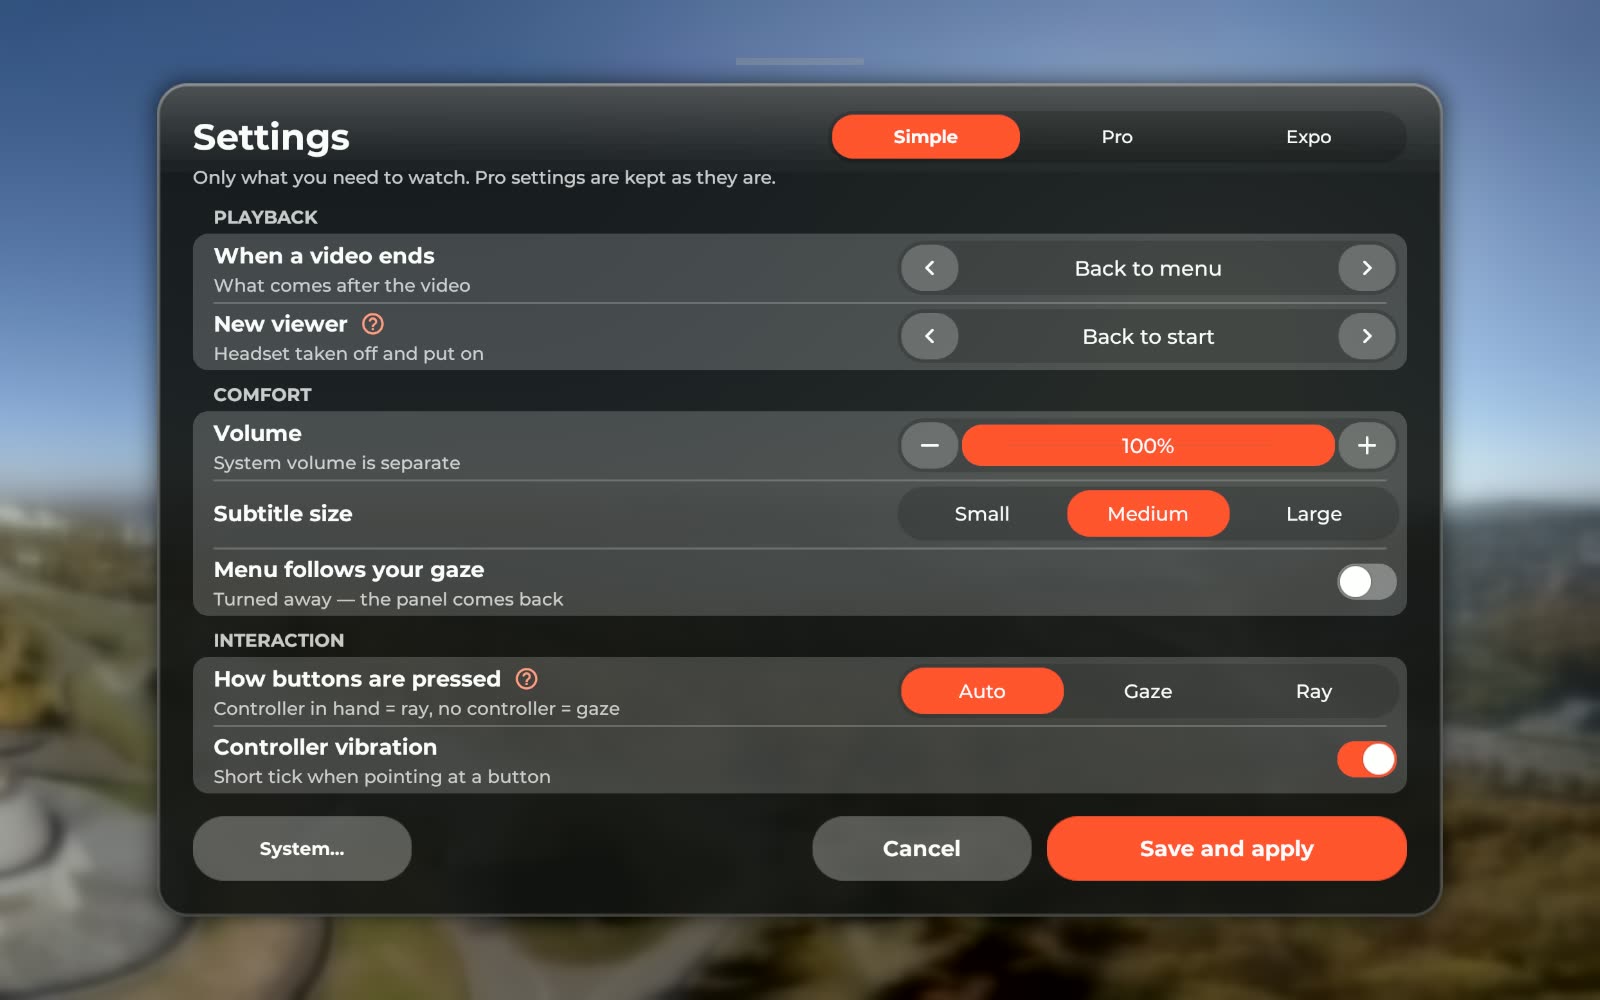 Settings
Simple
Pro
Expo
Only what you need to watch. Pro settings are kept as they are.
PLAYBACK
When a video ends
What comes after the video
Back to menu
New viewer ?
Headset taken off and put on
Back to start
COMFORT
Volume
System volume is separate
100%
Subtitle size
Small
Medium
Large
Menu follows your gaze
Turned away — the panel comes back
INTERACTION
How buttons are pressed ?
Controller in hand = ray, no controller = gaze
Auto
Gaze
Ray
Controller vibration
Short tick when pointing at a button
System...
Cancel
Save and apply